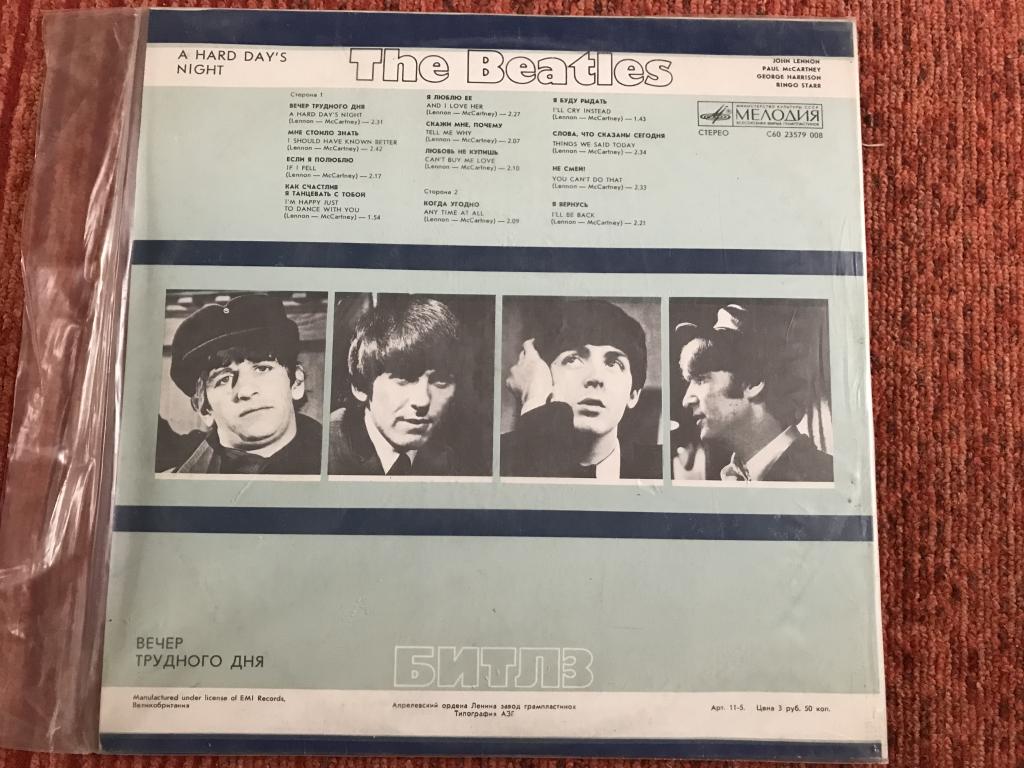 A HARD DAY'S
NIGHT
The Beatles
JOHN LENNON
PAUL McCARTNEY
GEORGE HARRISON
RINGO STARR
Сторона 1
ВЕЧЕР ТРУДНОГО ДНЯ
A HARD DAY'S NIGHT
(Lennon — McCartney) — 2.31
МНЕ СТОИЛО ЗНАТЬ
I SHOULD HAVE KNOWN BETTER
(Lennon — McCartney) — 2.42
ЕСЛИ Я ПОЛЮБЛЮ
IF I FELL
(Lennon — McCartney) — 2.17
КАК СЧАСТЛИВ
Я ТАНЦЕВАТЬ С ТОБОЙ
I'M HAPPY JUST
TO DANCE WITH YOU
(Lennon — McCartney) — 1.54
Я ЛЮБЛЮ ЕЕ
AND I LOVE HER
(Lennon — McCartney) — 2.27
СКАЖИ МНЕ, ПОЧЕМУ
TELL ME WHY
(Lennon — McCartney) — 2.07
ЛЮБОВЬ НЕ КУПИШЬ
CAN'T BUY ME LOVE
(Lennon — McCartney) — 2.10
Сторона 2
КОГДА УГОДНО
ANY TIME AT ALL
(Lennon — McCartney) — 2.09
Я БУДУ РЫДАТЬ
I'LL CRY INSTEAD
(Lennon — McCartney) — 1.43
СЛОВА, ЧТО СКАЗАНЫ СЕГОДНЯ
THINGS WE SAID TODAY
(Lennon — McCartney) — 2.34
НЕ СМЕЙ!
YOU CAN'T DO THAT
(Lennon — McCartney) — 2.33
Я ВЕРНУСЬ
I'LL BE BACK
(Lennon — McCartney) — 2.21
МИНИСТЕРСТВО КУЛЬТУРЫ СССР
МЕЛОДИЯ
ВСЕСОЮЗНАЯ ФИРМА ГРАМПЛАСТИНОК
СТЕРЕО
С60 23579 008
ВЕЧЕР
ТРУДНОГО ДНЯ
БИТЛЗ
Manufactured under license of EMI Records,
Великобритания
Апрелевский ордена Ленина завод грампластинок
Типография АЗГ
Арт. 11-5. Цена 3 руб. 50 коп.